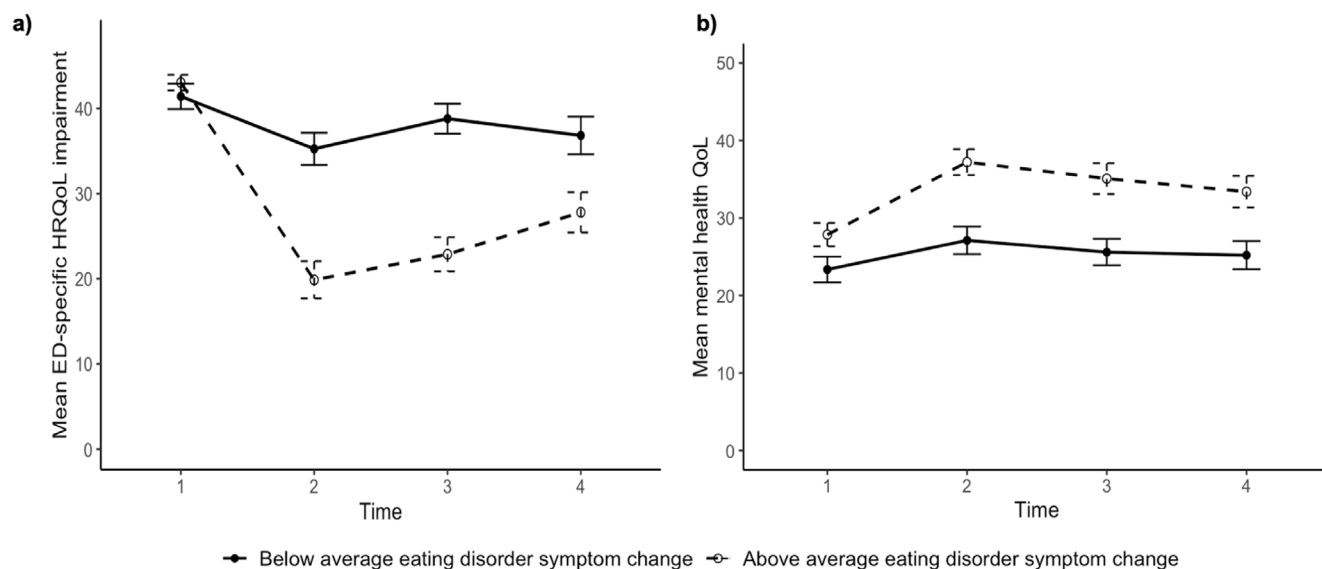 a)
Mean ED-specific HRQoL impairment
40
30
20
10
0
1 2 3 4
Time
b)
Mean mental health QoL
50
40
30
20
10
0
1 2 3 4
Time
Below average eating disorder symptom change Above average eating disorder symptom change